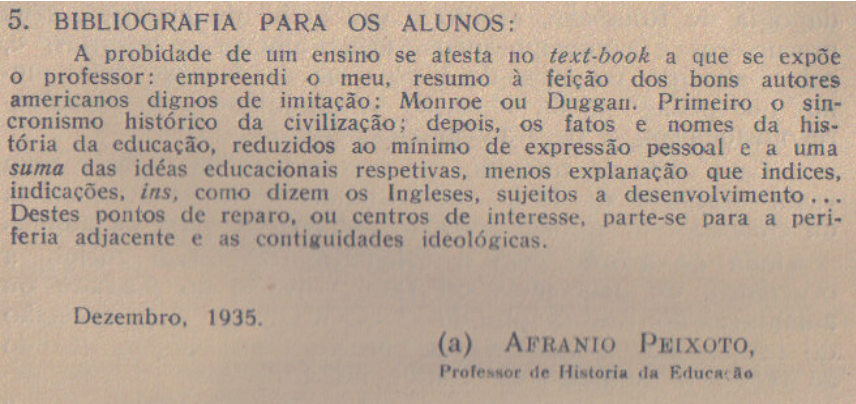 5. BIBLIOGRAFIA PARA OS ALUNOS:
A probidade de um ensino se atesta no text-book a que se expõe
o professor: empreendi o meu, resumo à feição dos bons autores
americanos dignos de imitação: Monroe ou Duggan. Primeiro o sin-
cronismo histórico da civilização; depois, os fatos e nomes da his-
tória da educação, reduzidos ao mínimo de expressão pessoal e a uma
suma das idéas educacionais respetivas, menos explanação que indices,
indicações, ins, como dizem os Ingleses, sujeitos a desenvolvimento...
Destes pontos de reparo, ou centros de interesse, parte-se para a peri-
feria adjacente e as contiguidades ideológicas.
Dezembro, 1935.
(a) AFRANIO PEIXOTO,
Professor de Historia da Educação